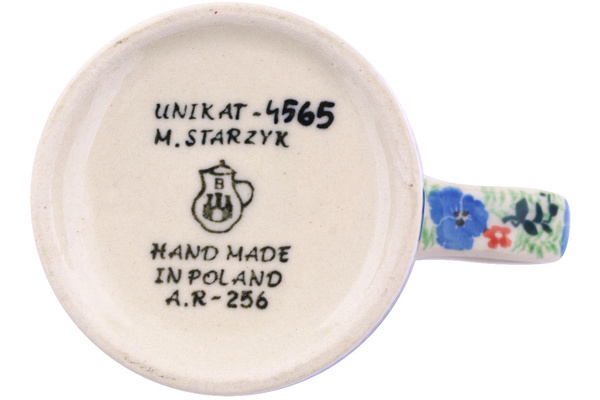 UNIKAT-4565
M. STARZYK
B
HAND MADE
IN POLAND
A.R-256